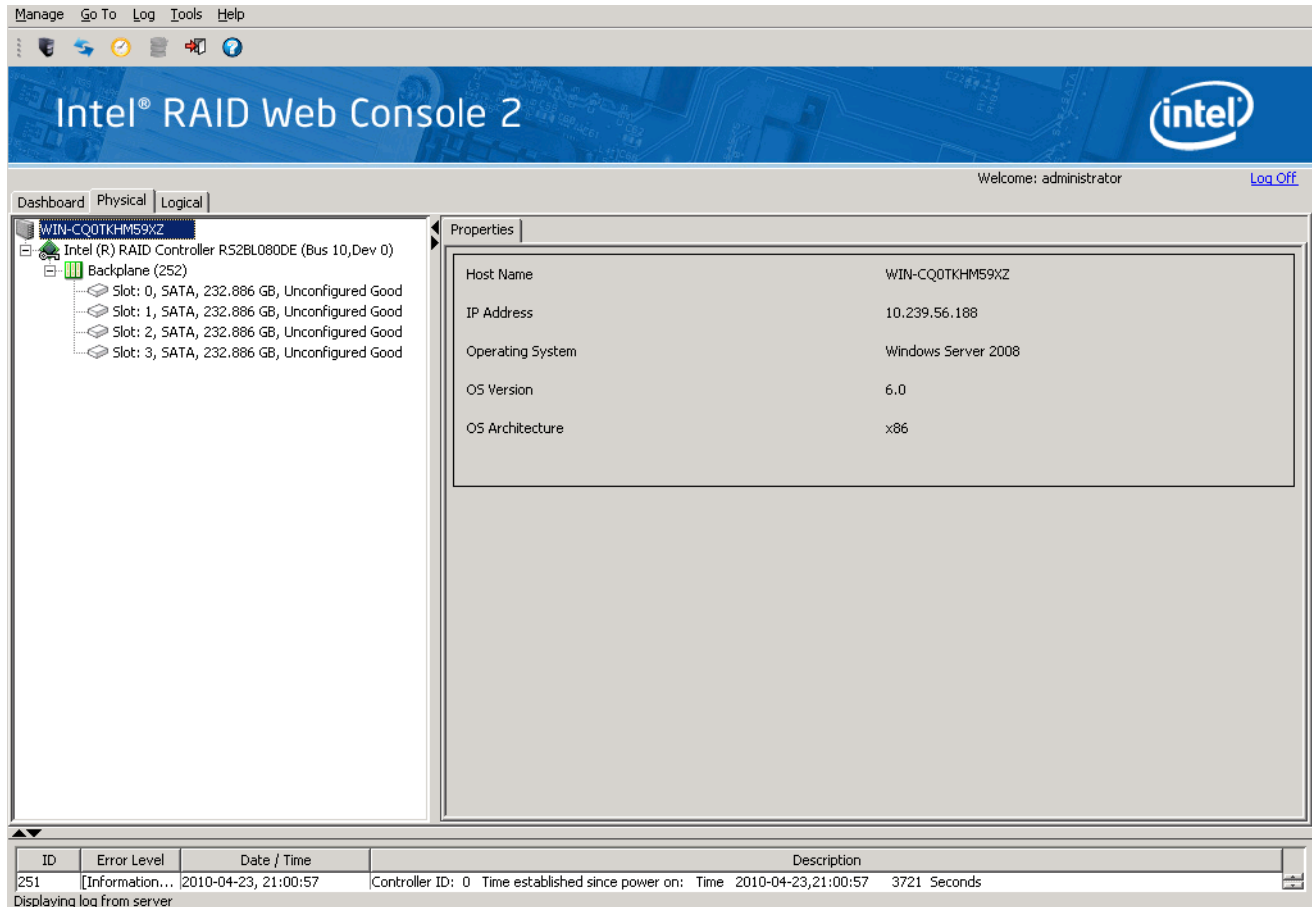 Manage Go To Log Tools Help
Intel® RAID Web Console 2
intel
Welcome: administrator Log Off
Dashboard Physical Logical
WIN-CQ0TKHM59XZ
Intel (R) RAID Controller RS2BL080DE (Bus 10,Dev 0)
Backplane (252)
Slot: 0, SATA, 232.886 GB, Unconfigured Good
Slot: 1, SATA, 232.886 GB, Unconfigured Good
Slot: 2, SATA, 232.886 GB, Unconfigured Good
Slot: 3, SATA, 232.886 GB, Unconfigured Good
Properties
Host Name WIN-CQ0TKHM59XZ
IP Address 10.239.56.188
Operating System Windows Server 2008
OS Version 6.0
OS Architecture x86
ID Error Level Date / Time Description
251 [Information... 2010-04-23, 21:00:57 Controller ID: 0 Time established since power on: Time 2010-04-23,21:00:57 3721 Seconds
Displaying log from server